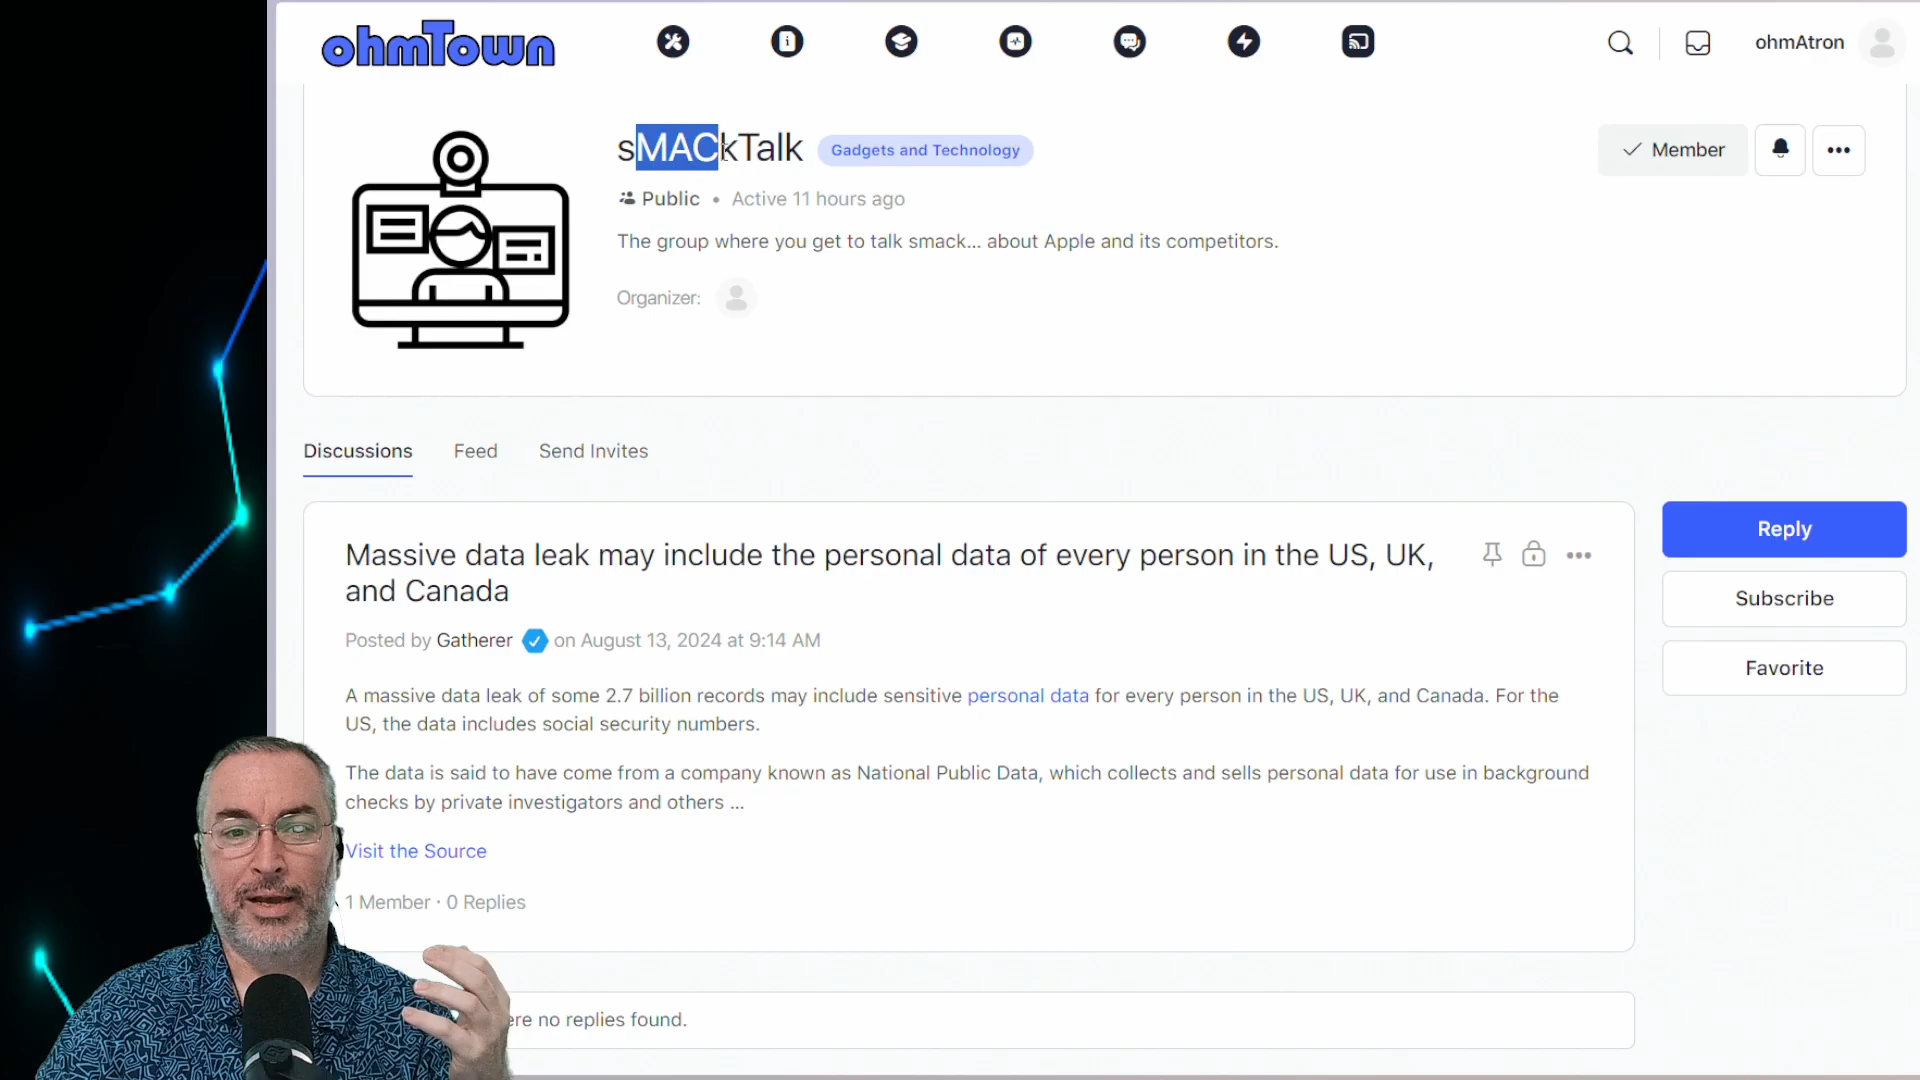 ohmTown
ohmAtron
sMACkTalk
Gadgets and Technology
Member
Public • Active 11 hours ago
The group where you get to talk smack... about Apple and its competitors.
Organizer:
Discussions
Feed
Send Invites
Massive data leak may include the personal data of every person in the US, UK,
and Canada
Posted by Gatherer on August 13, 2024 at 9:14 AM
A massive data leak of some 2.7 billion records may include sensitive personal data for every person in the US, UK, and Canada. For the
US, the data includes social security numbers.
The data is said to have come from a company known as National Public Data, which collects and sells personal data for use in background
checks by private investigators and others ...
Visit the Source
1 Member · 0 Replies
Reply
Subscribe
Favorite
no replies found.